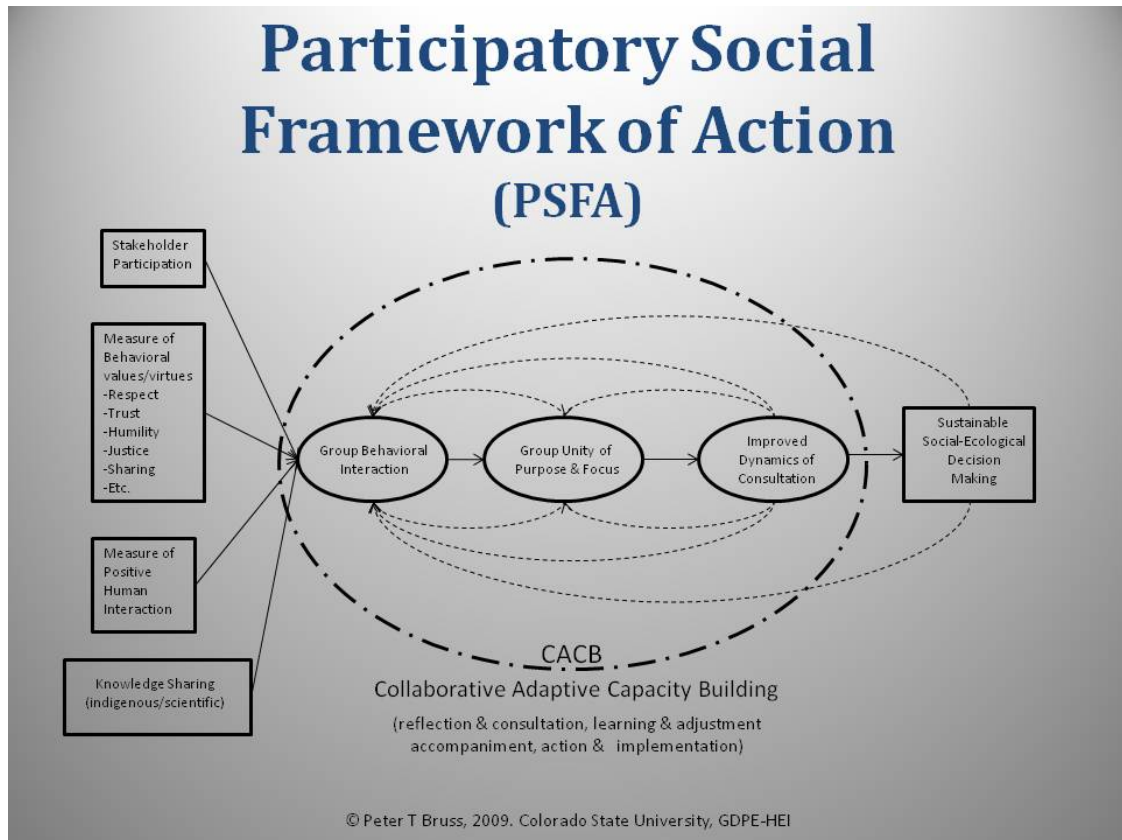 Participatory Social
Framework of Action
(PSFA)
Stakeholder
Participation
Measure of
Behavioral
values/virtues
-Respect
-Trust
-Humility
-Justice
-Sharing
-Etc.
Measure of
Positive
Human
Interaction
Knowledge Sharing
(indigenous/scientific)
Group Behavioral
Interaction
Group Unity of
Purpose & Focus
Improved
Dynamics of
Consultation
Sustainable
Social-Ecological
Decision
Making
CACB
Collaborative Adaptive Capacity Building
(reflection & consultation, learning & adjustment
accompaniment, action & implementation)
© Peter T Bruss, 2009. Colorado State University, GDPE-HEI